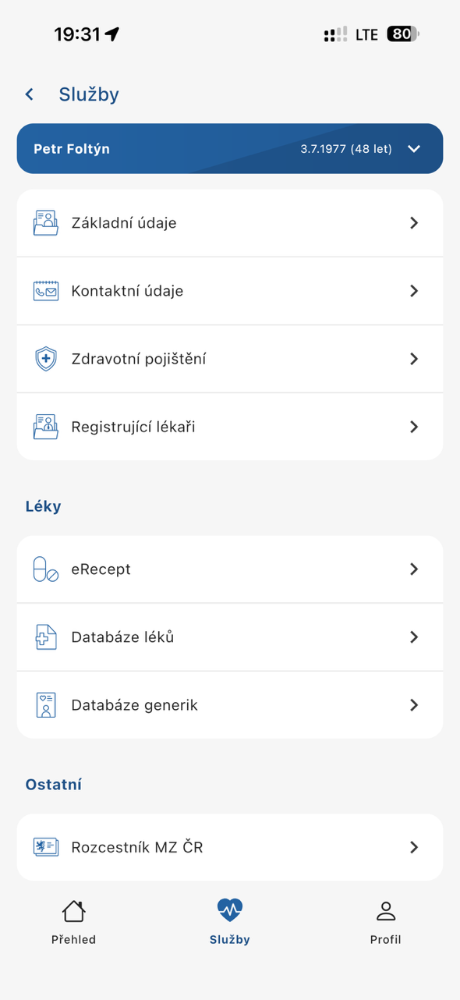 19:31
LTE 80
Služby
Petr Foltýn 3.7.1977 (48 let)
Základní údaje
Kontaktní údaje
Zdravotní pojištění
Registrující lékaři
Léky
eRecept
Databáze léků
Databáze generik
Ostatní
Rozcestník MZ ČR
Přehled Služby Profil